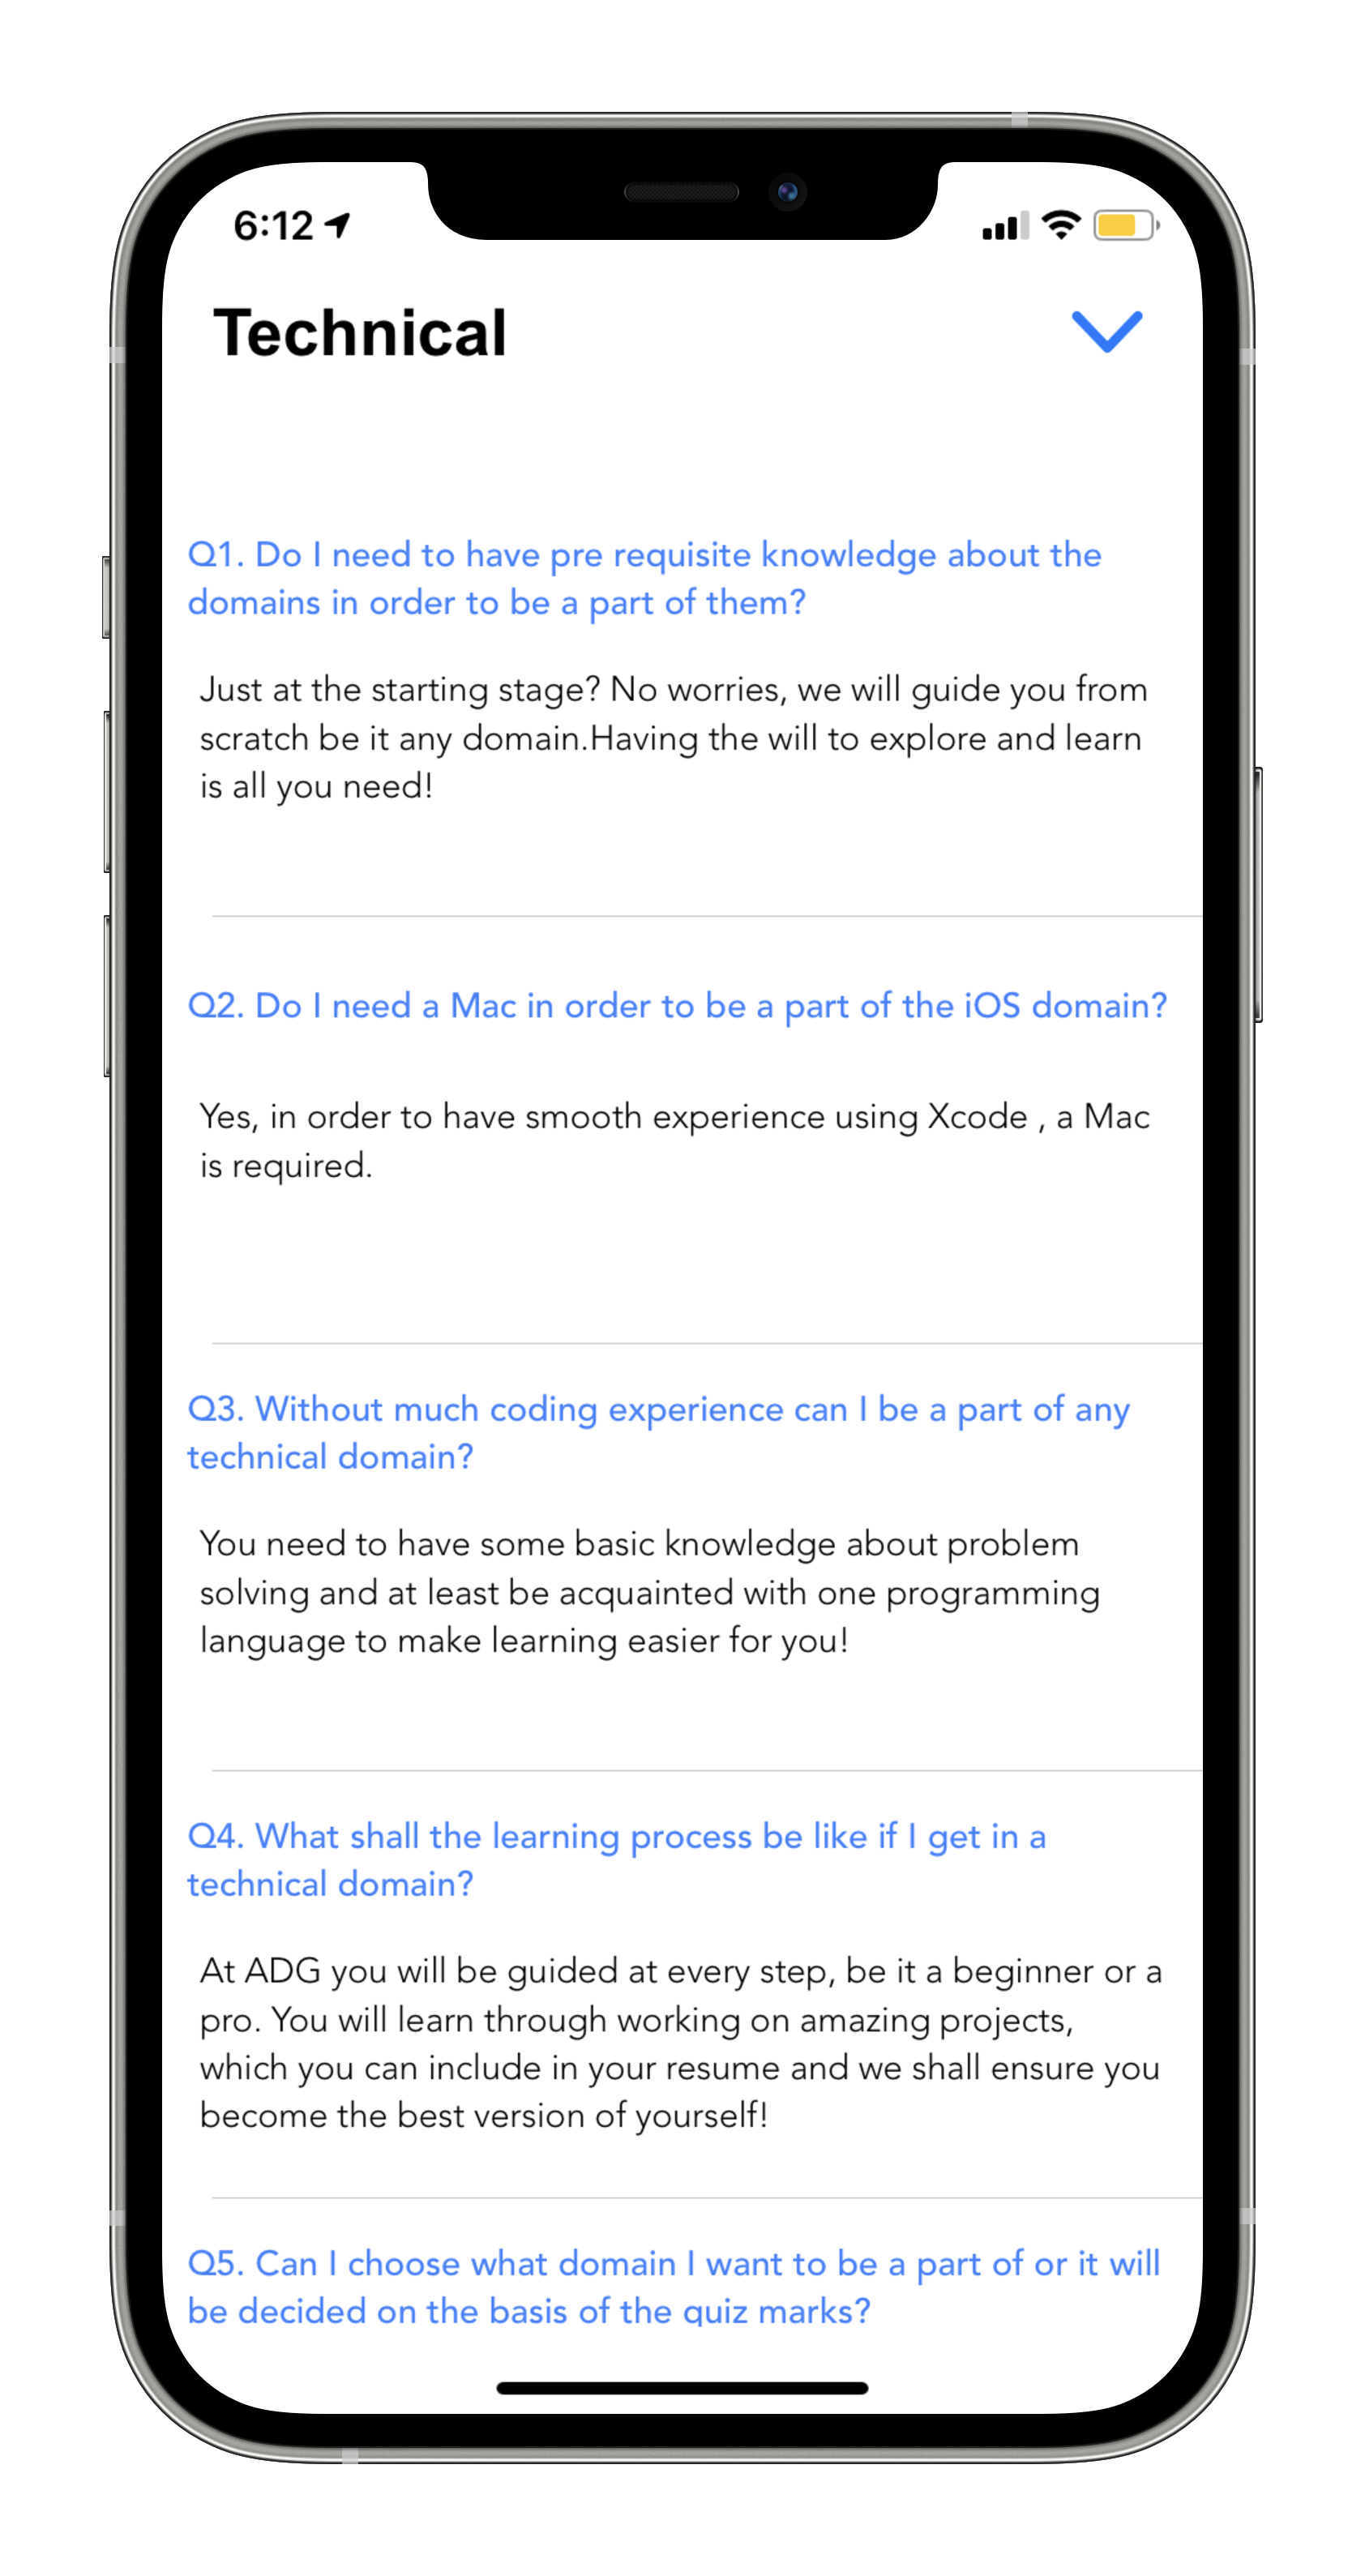 6:12
Technical
Q1. Do I need to have pre requisite knowledge about the
domains in order to be a part of them?
Just at the starting stage? No worries, we will guide you from
scratch be it any domain.Having the will to explore and learn
is all you need!
Q2. Do I need a Mac in order to be a part of the iOS domain?
Yes, in order to have smooth experience using Xcode , a Mac
is required.
Q3. Without much coding experience can I be a part of any
technical domain?
You need to have some basic knowledge about problem
solving and at least be acquainted with one programming
language to make learning easier for you!
Q4. What shall the learning process be like if I get in a
technical domain?
At ADG you will be guided at every step, be it a beginner or a
pro. You will learn through working on amazing projects,
which you can include in your resume and we shall ensure you
become the best version of yourself!
Q5. Can I choose what domain I want to be a part of or it will
be decided on the basis of the quiz marks?